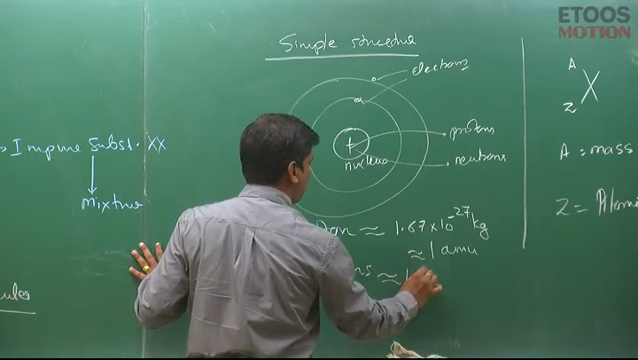 ETOOS
MOTION
Simple structure
electrons
protons
+
nucleus
neutrons
Impure Subst. XX
Mixture
≈ 1.67 × 10⁻²⁷ kg
≈ 1 amu
≈ 1
A
X
Z
A = mass
Z =